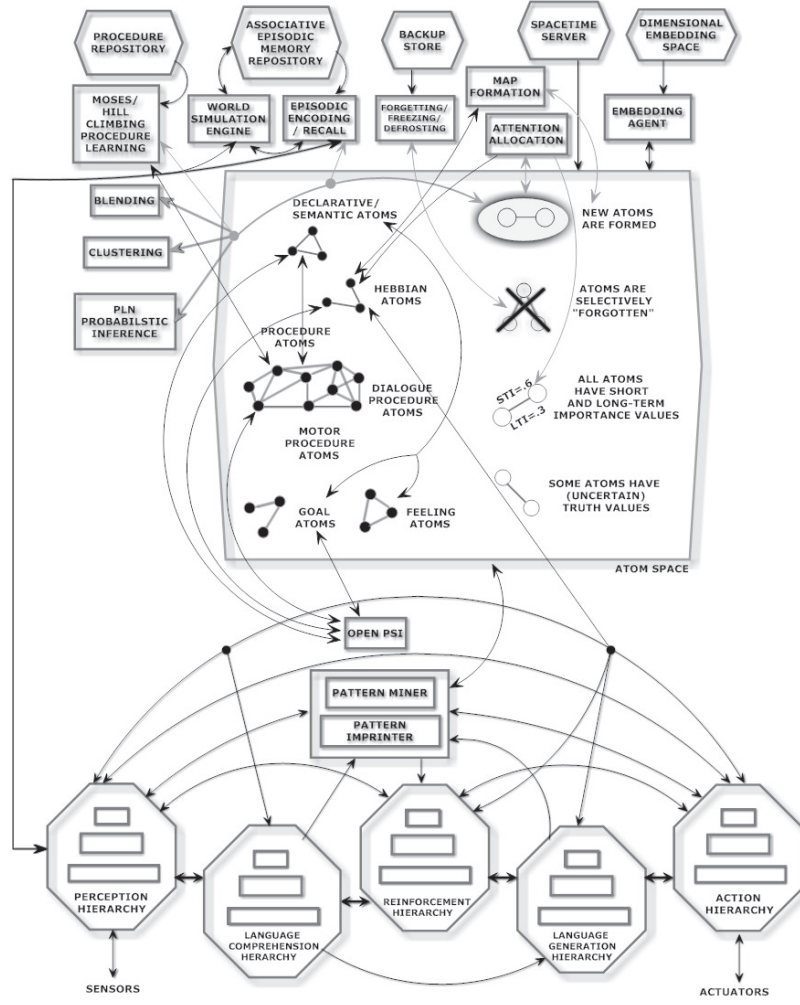 PROCEDURE
REPOSITORY
ASSOCIATIVE
EPISODIC
MEMORY
REPOSITORY
BACKUP
STORE
SPACETIME
SERVER
DIMENSIONAL
EMBEDDING
SPACE
MOSES/
HILL
CLIMBING
PROCEDURE
LEARNING
WORLD
SIMULATION
ENGINE
EPISODIC
ENCODING
/ RECALL
FORGETTING/
FREEZING/
DEFROSTING
MAP
FORMATION
ATTENTION
ALLOCATION
EMBEDDING
AGENT
BLENDING
CLUSTERING
PLN
PROBABILSTIC
INFERENCE
DECLARATIVE/
SEMANTIC ATOMS
NEW ATOMS
ARE FORMED
HEBBIAN
ATOMS
ATOMS ARE
SELECTIVELY
"FORGOTTEN"
PROCEDURE
ATOMS
DIALOGUE
PROCEDURE
ATOMS
STI=.6
LTI=.3
ALL ATOMS
HAVE SHORT
AND LONG-TERM
IMPORTANCE VALUES
MOTOR
PROCEDURE
ATOMS
GOAL
ATOMS
FEELING
ATOMS
SOME ATOMS HAVE
(UNCERTAIN)
TRUTH VALUES
ATOM SPACE
OPEN PSI
PATTERN MINER
PATTERN
IMPRINTER
PERCEPTION
HIERARCHY
LANGUAGE
COMPREHENSION
HERARCHY
REINFORCEMENT
HIERARCHY
LANGUAGE
GENERATION
HIERARCHY
ACTION
HIERARCHY
SENSORS
ACTUATORS